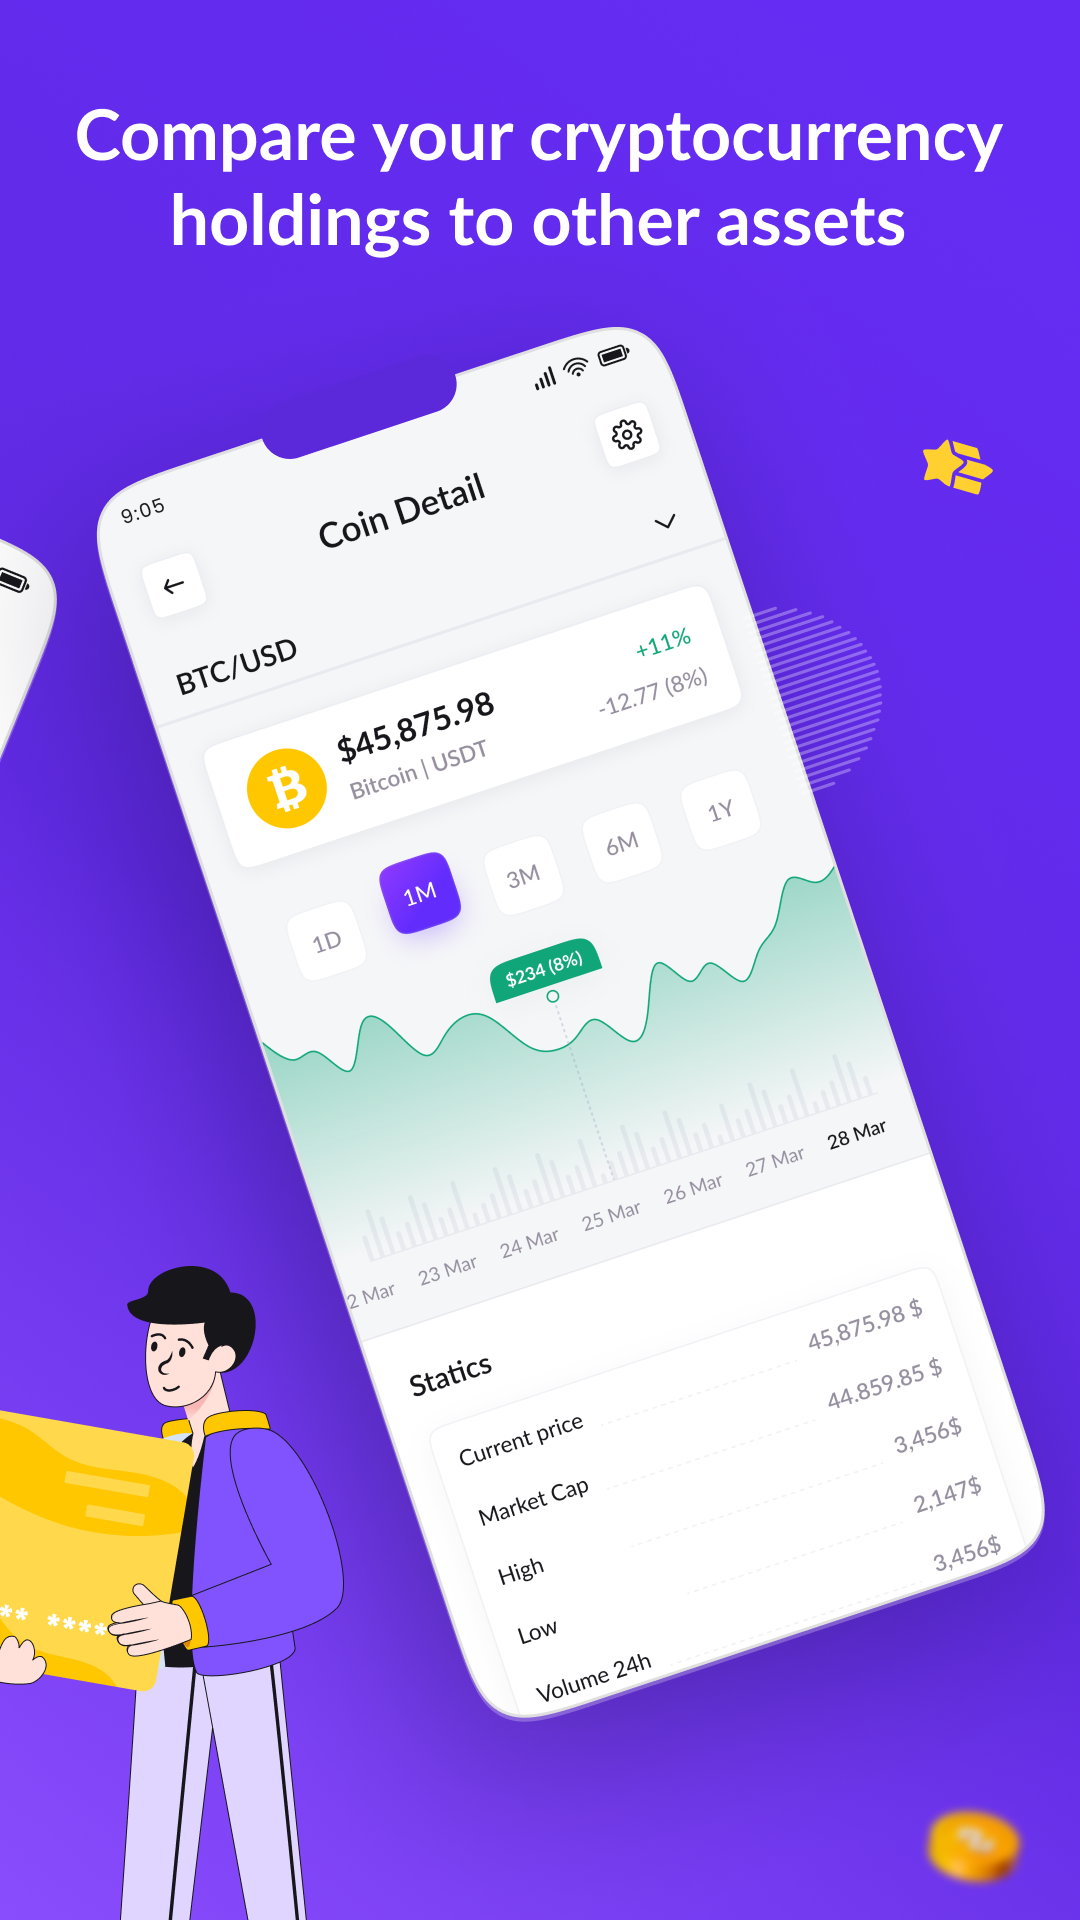 Compare your cryptocurrency
holdings to other assets
9:05
Coin Detail
BTC/USD
$45,875.98
+11%
Bitcoin | USDT
-12.77 (8%)
1D
1M
3M
6M
1Y
$234 (8%)
2 Mar
23 Mar
24 Mar
25 Mar
26 Mar
27 Mar
28 Mar
Statics
Current price
45,875.98 $
Market Cap
44.859.85 $
High
3,456$
Low
2,147$
Volume 24h
3,456$
** ****